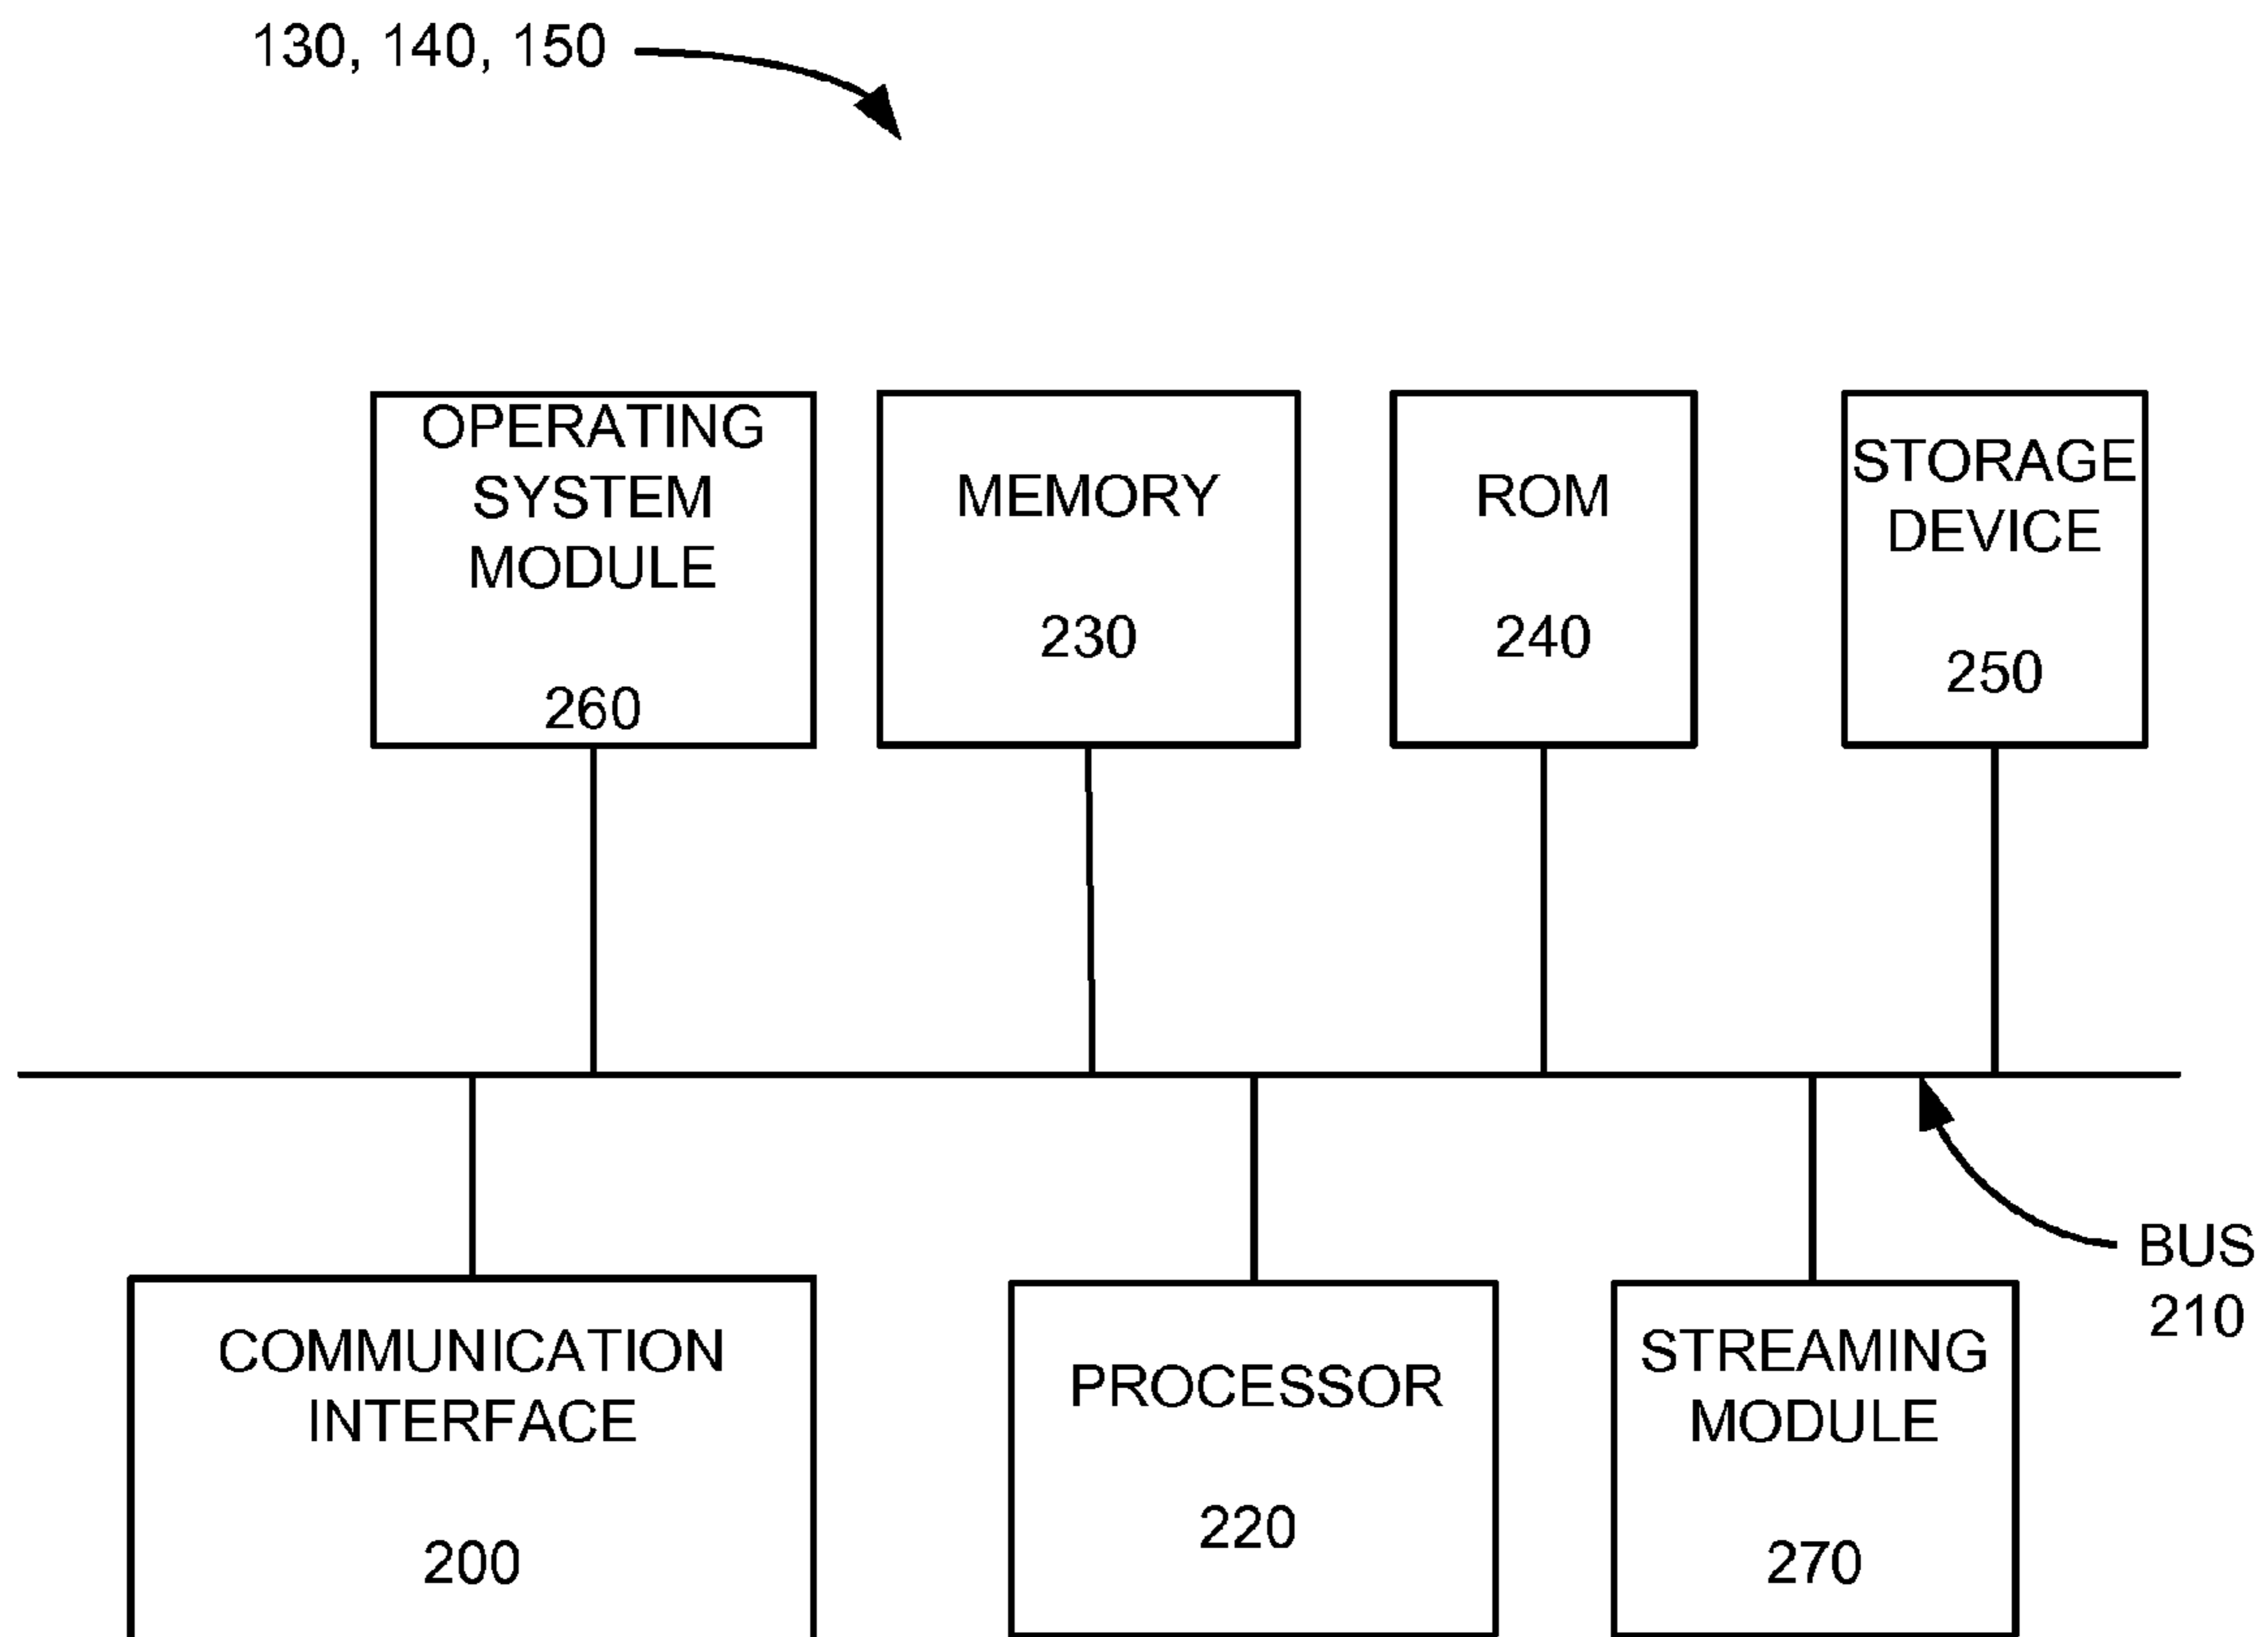 130, 140, 150
OPERATING
SYSTEM
MODULE
260
MEMORY
230
ROM
240
STORAGE
DEVICE
250
BUS
210
COMMUNICATION
INTERFACE
200
PROCESSOR
220
STREAMING
MODULE
270